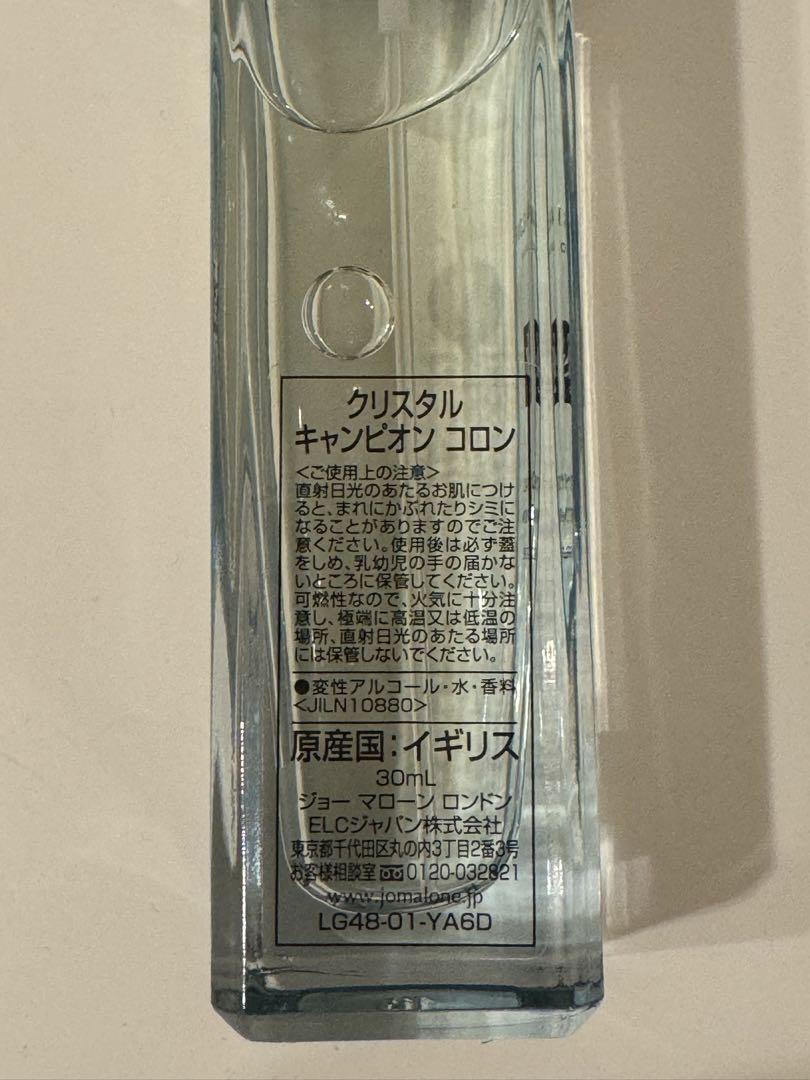 クリスタル
キャンピオン コロン
<ご使用上の注意>
直射日光のあたるお肌につけ
ると、まれにかぶれたりシミに
なることがありますのでご注
意ください。使用後は必ず蓋
をしめ、乳幼児の手の届かな
いところに保管してください。
可燃性なので、火気に十分注
意し、極端に高温又は低温の
場所、直射日光のあたる場所
には保管しないでください。
●変性アルコール・水・香料
<JILN10880>
原産国:イギリス
30mL
ジョー マローン ロンドン
ELCジャパン株式会社
東京都千代田区丸の内3丁目2番3号
お客様相談室 0120-032821
www.jomalone.jp
LG48-01-YA6D